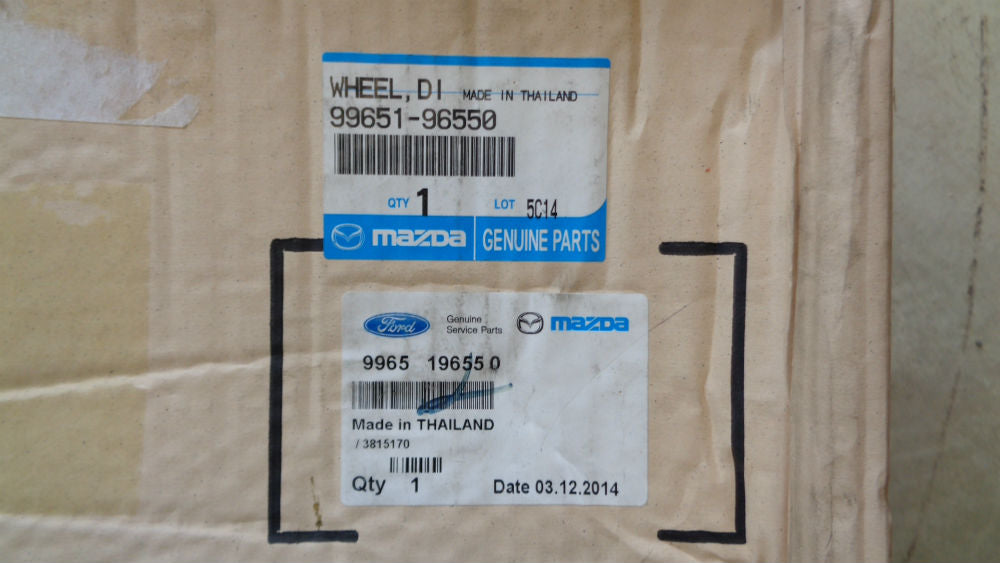 WHEEL,DI MADE IN THAILAND
99651-96550
QTY 1 LOT 5C14
mazda GENUINE PARTS
Ford Genuine Service Parts mazda
9965 19655 0
Made in THAILAND
/ 3815170
Qty 1 Date 03.12.2014